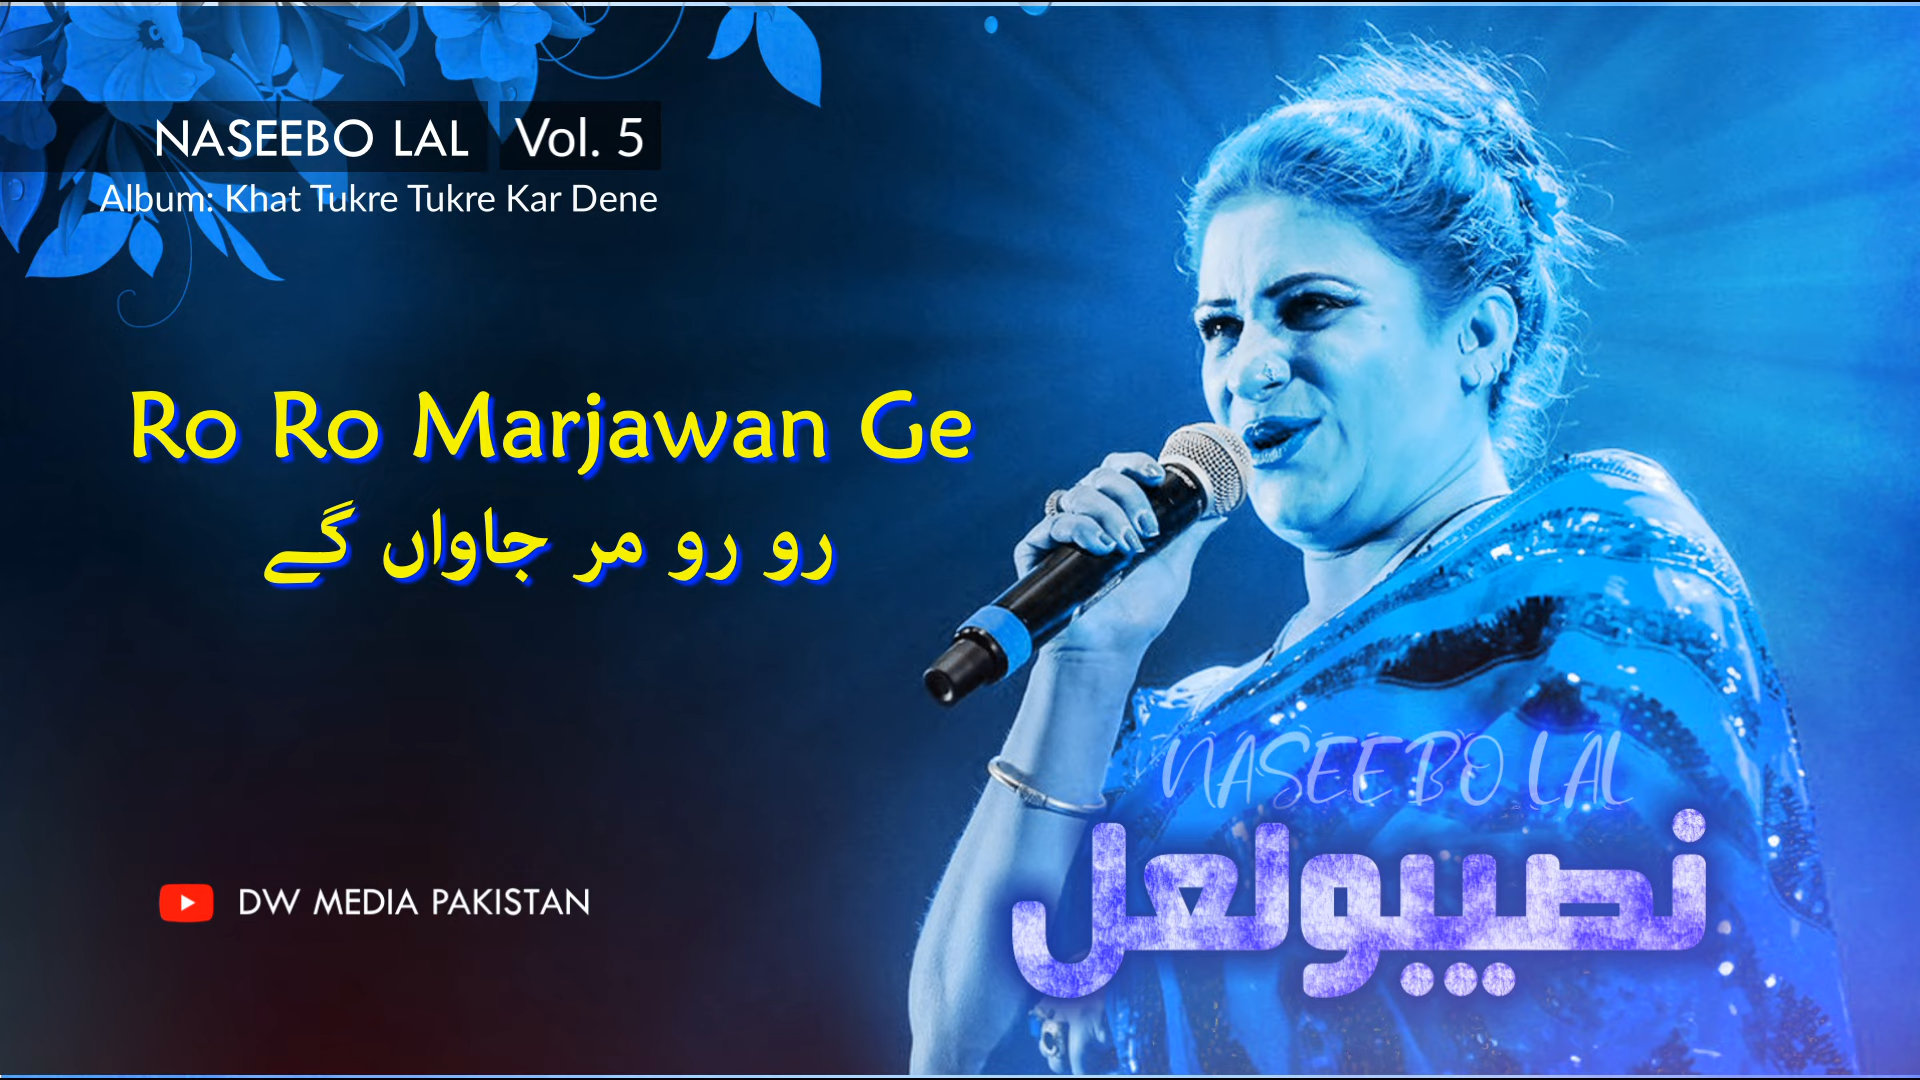 NASEEBO LAL Vol. 5
Album: Khat Tukre Tukre Kar Dene
Ro Ro Marjawan Ge
رو رو مر جاواں گے
NASEEBO LAL
نصیبولعل
DW MEDIA PAKISTAN